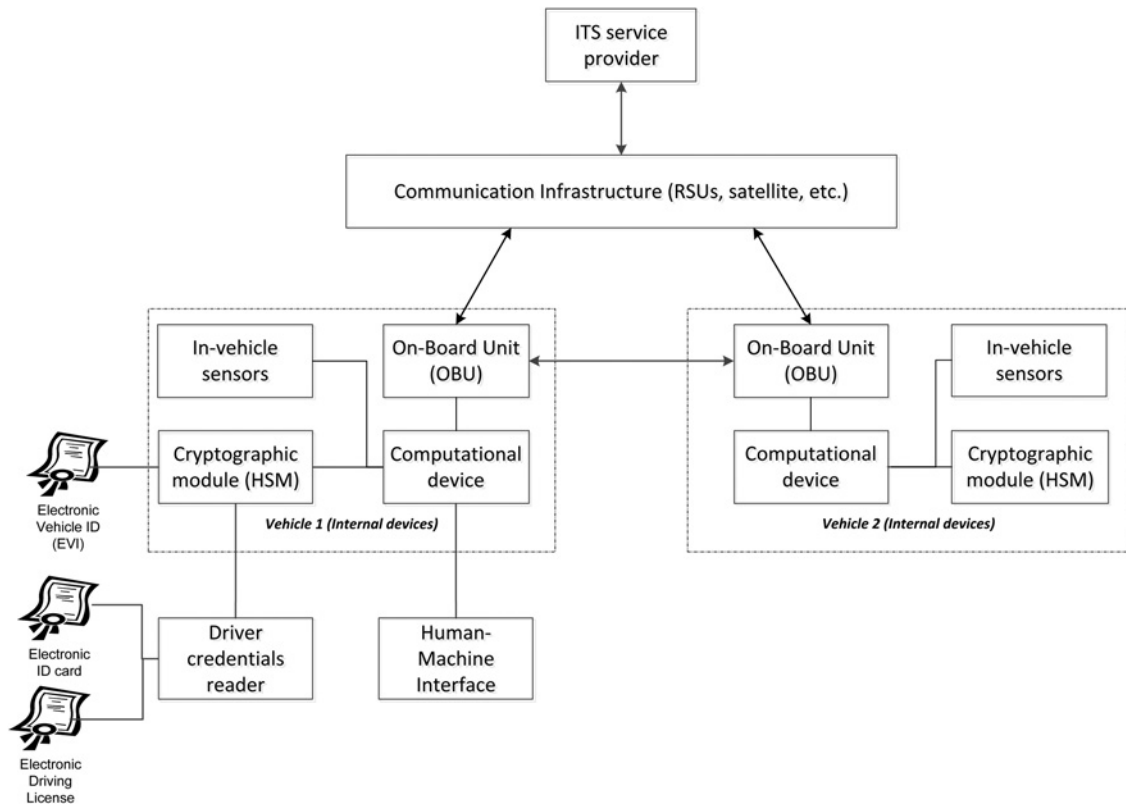 ITS service
provider
Communication Infrastructure (RSUs, satellite, etc.)
In-vehicle
sensors
On-Board Unit
(OBU)
On-Board Unit
(OBU)
In-vehicle
sensors
Cryptographic
module (HSM)
Computational
device
Computational
device
Cryptographic
module (HSM)
Electronic
Vehicle ID
(EVI)
Vehicle 1 (Internal devices)
Vehicle 2 (Internal devices)
Electronic
ID card
Driver
credentials
reader
Human-
Machine
Interface
Electronic
Driving
License